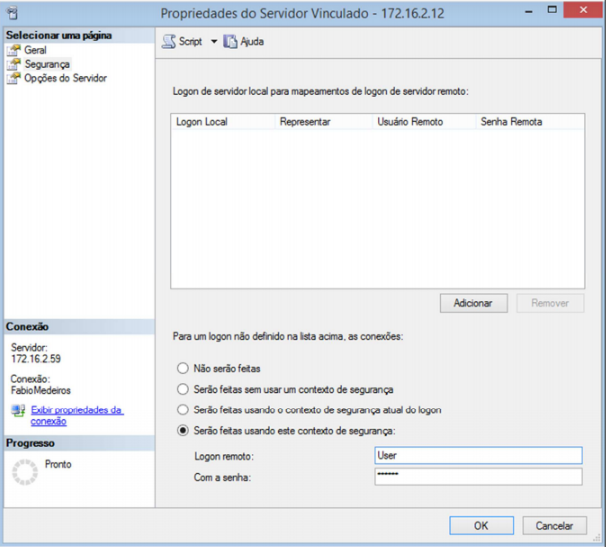 Propriedades do Servidor Vinculado - 172.16.2.12
Selecionar uma página
Geral
Segurança
Opções do Servidor
Script
Ajuda
Logon de servidor local para mapeamentos de logon de servidor remoto:
Logon Local Representar Usuário Remoto Senha Remota
Adicionar Remover
Para um logon não definido na lista acima, as conexões:
Não serão feitas
Serão feitas sem usar um contexto de segurança
Serão feitas usando o contexto de segurança atual do logon
Serão feitas usando este contexto de segurança:
Logon remoto: User
Com a senha: ******
Conexão
Servidor:
172.16.2.59
Conexão:
FabioMedeiros
Exibir propriedades da
conexão
Progresso
Pronto
OK Cancelar